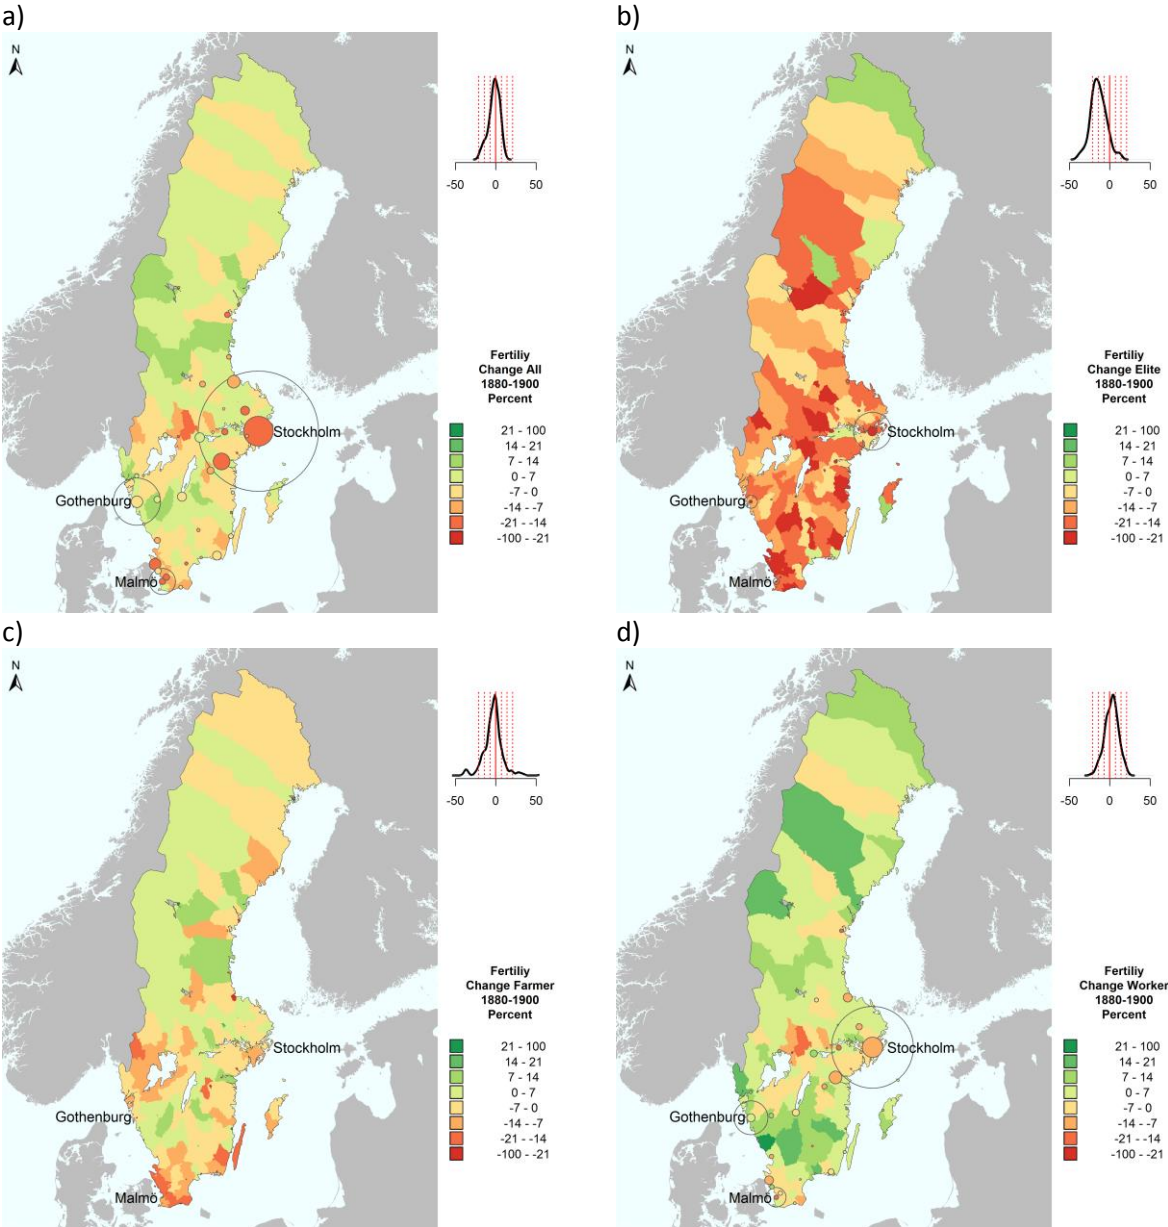 a)
N
-50 0 50
Fertiliy
Change All
1880-1900
Percent
21 - 100
14 - 21
7 - 14
0 - 7
-7 - 0
-14 - -7
-21 - -14
-100 - -21
Stockholm
Gothenburg
Malmö
b)
N
-50 0 50
Fertiliy
Change Elite
1880-1900
Percent
21 - 100
14 - 21
7 - 14
0 - 7
-7 - 0
-14 - -7
-21 - -14
-100 - -21
Stockholm
Gothenburg
Malmö
c)
N
-50 0 50
Fertiliy
Change Farmer
1880-1900
Percent
21 - 100
14 - 21
7 - 14
0 - 7
-7 - 0
-14 - -7
-21 - -14
-100 - -21
Stockholm
Gothenburg
Malmö
d)
N
-50 0 50
Fertiliy
Change Worker
1880-1900
Percent
21 - 100
14 - 21
7 - 14
0 - 7
-7 - 0
-14 - -7
-21 - -14
-100 - -21
Stockholm
Gothenburg
Malmö